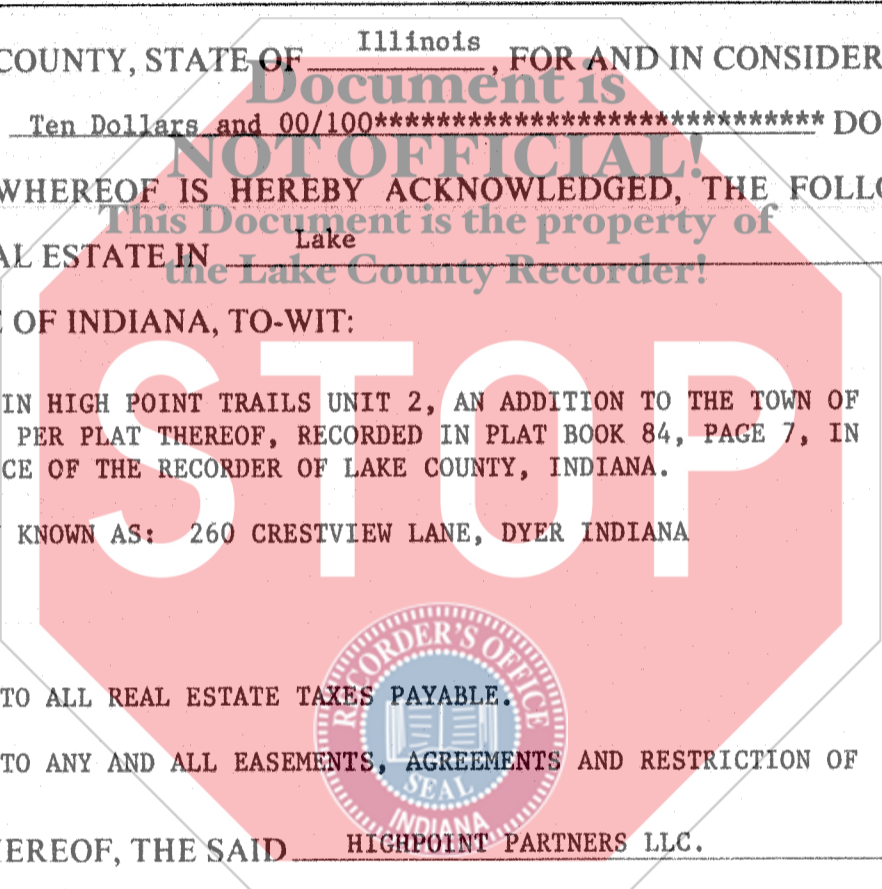 COUNTY, STATE OF Illinois, FOR AND IN CONSIDER
Document is
Ten Dollars and 00/100***************************** DO
NOT OFFICIAL!
WHEREOF IS HEREBY ACKNOWLEDGED, THE FOLLO
This Document is the property of
AL ESTATE IN Lake
the Lake County Recorder!
E OF INDIANA, TO-WIT:
STOP
IN HIGH POINT TRAILS UNIT 2, AN ADDITION TO THE TOWN OF
PER PLAT THEREOF, RECORDED IN PLAT BOOK 84, PAGE 7, IN
CE OF THE RECORDER OF LAKE COUNTY, INDIANA.
KNOWN AS: 260 CRESTVIEW LANE, DYER INDIANA
RECORDER'S OFFICE
TO ALL REAL ESTATE TAXES PAYABLE.
TO ANY AND ALL EASEMENTS, AGREEMENTS AND RESTRICTION OF
SEAL
INDIANA
HEREOF, THE SAID HIGHPOINT PARTNERS LLC.